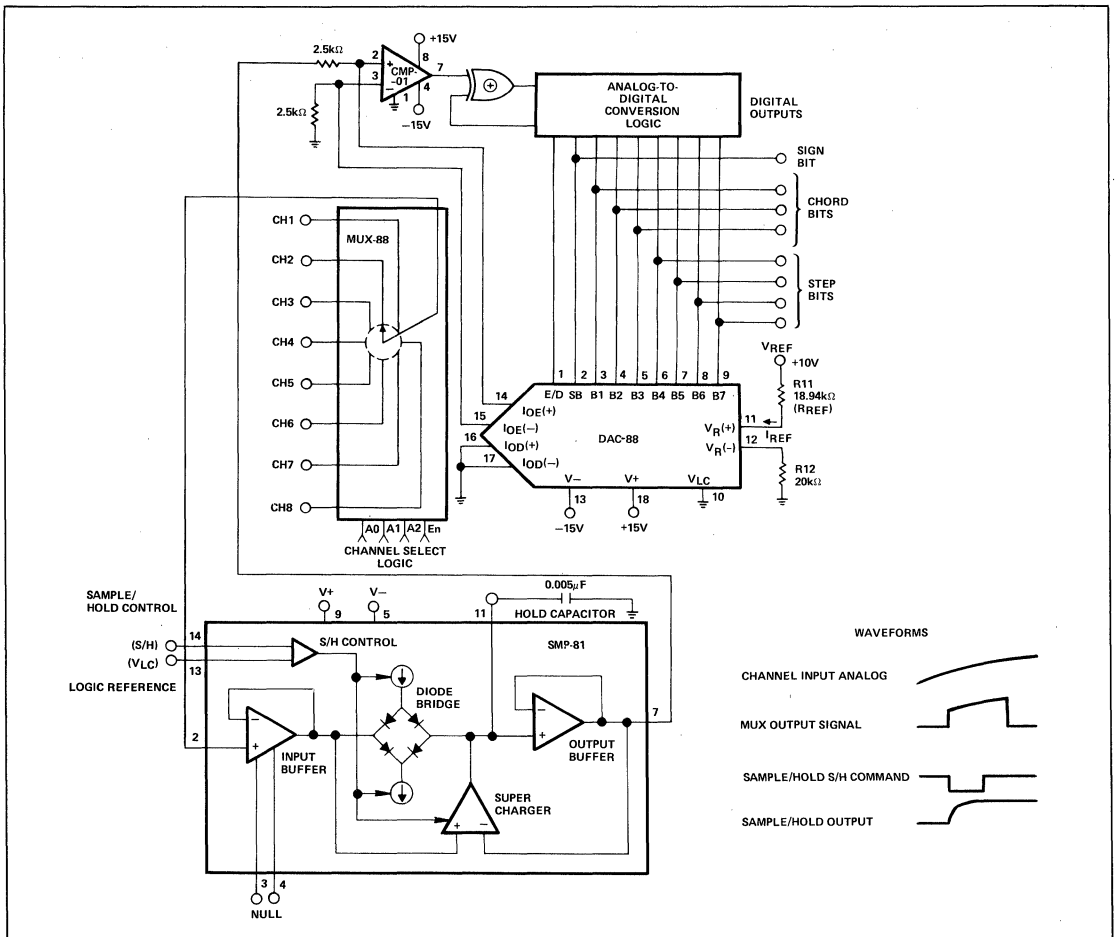 +15V
2.5kΩ
2
+
8
CMP-
-01
7
3
−
1
4
−15V
2.5kΩ
+
ANALOG-TO-
DIGITAL
CONVERSION
LOGIC
DIGITAL
OUTPUTS
SIGN
BIT
CHORD
BITS
STEP
BITS
MUX-88
CH1
CH2
CH3
CH4
CH5
CH6
CH7
CH8
A0 A1 A2 En
CHANNEL SELECT
LOGIC
VREF
+10V
R11
18.94kΩ
(RREF)
1 2 3 4 5 6 7 8 9
E/D SB B1 B2 B3 B4 B5 B6 B7
14
IOE(+)
15
IOE(−)
16
IOD(+)
17
IOD(−)
DAC-88
VR(+)
11
IREF
VR(−)
12
R12
20kΩ
V−
13
−15V
V+
18
+15V
VLC
10
SAMPLE/
HOLD CONTROL
(S/H)
14
(VLC)
13
LOGIC REFERENCE
V+
9
V−
5
11
0.005µF
HOLD CAPACITOR
SMP-81
S/H CONTROL
DIODE
BRIDGE
−
+
2
INPUT
BUFFER
−
+
OUTPUT
BUFFER
7
SUPER
CHARGER
+ −
3 4
NULL
WAVEFORMS
CHANNEL INPUT ANALOG
MUX OUTPUT SIGNAL
SAMPLE/HOLD S/H COMMAND
SAMPLE/HOLD OUTPUT